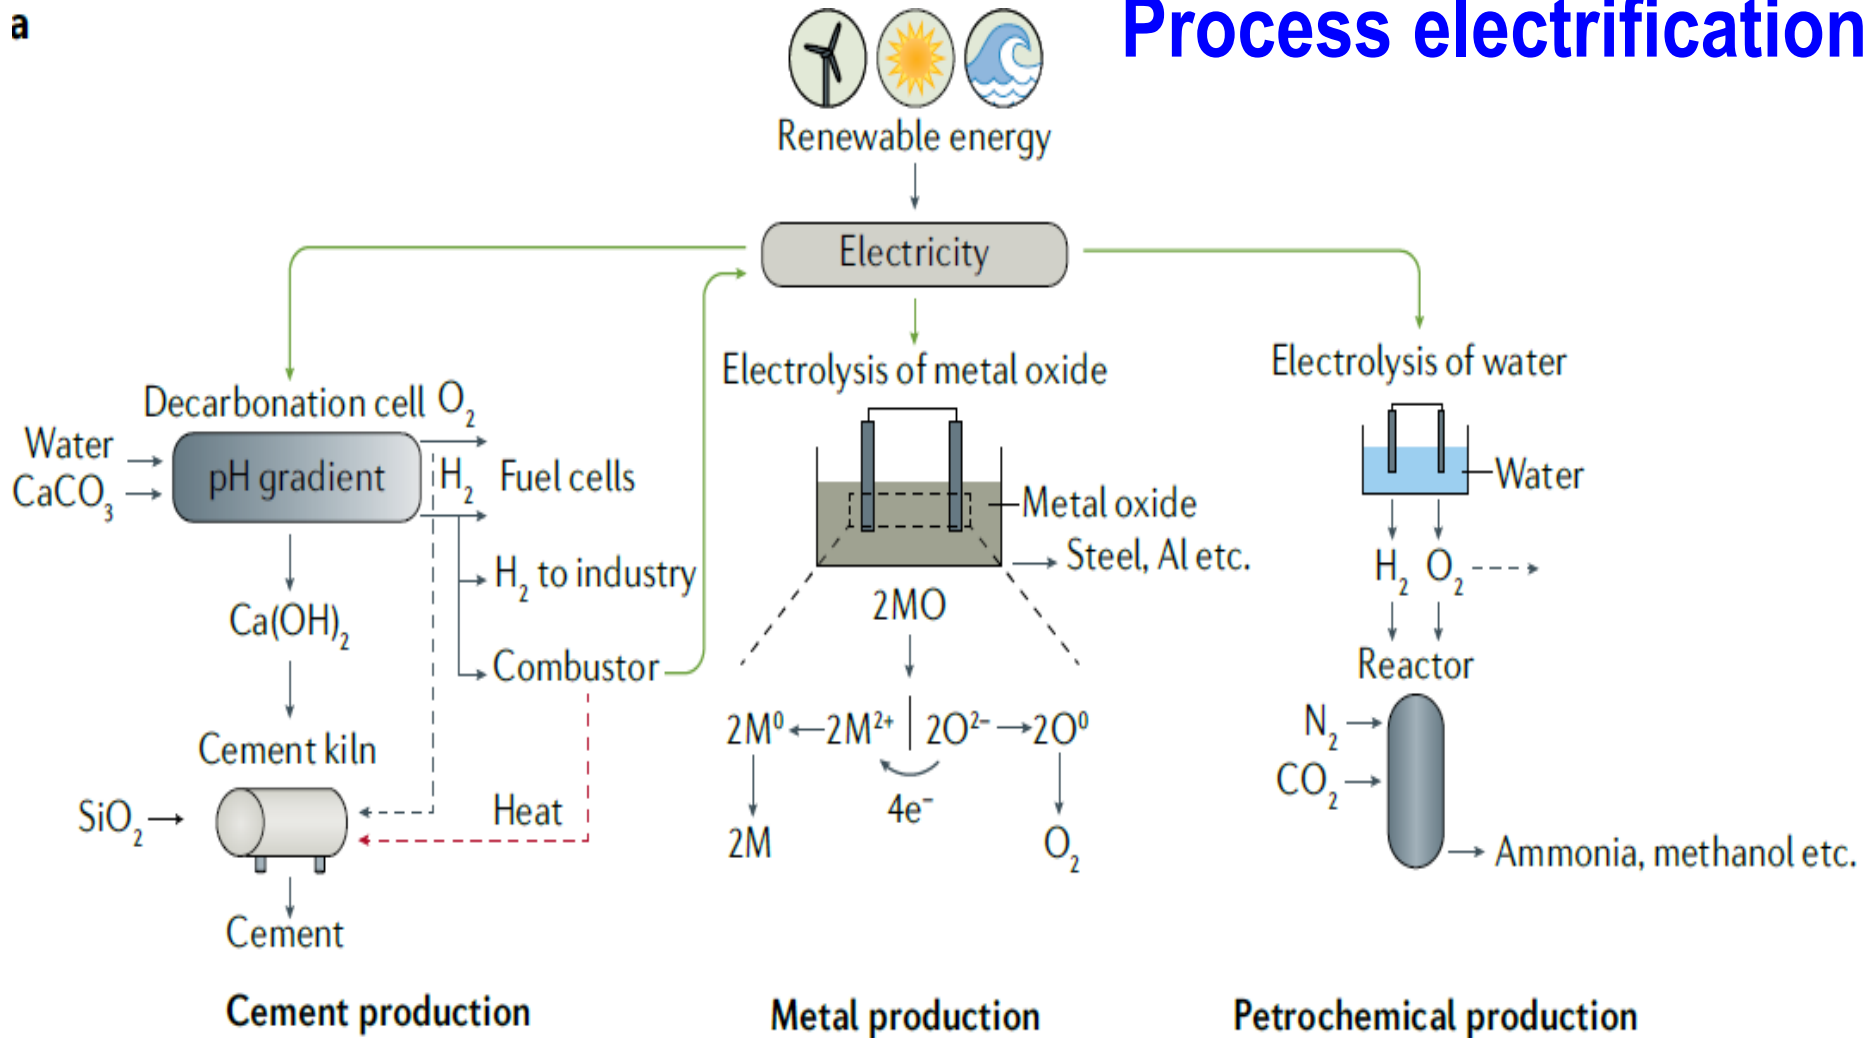 a
Process electrification
Renewable energy
Electricity
Decarbonation cell
O₂
Water
CaCO₃
pH gradient
H₂
Fuel cells
H₂ to industry
Ca(OH)₂
Combustor
Cement kiln
SiO₂
Heat
Cement
Cement production
Electrolysis of metal oxide
Metal oxide
Steel, Al etc.
2MO
2M⁰ 2M²⁺ 2O²⁻ 2O⁰
4e⁻
2M
O₂
Metal production
Electrolysis of water
Water
H₂ O₂
Reactor
N₂
CO₂
Ammonia, methanol etc.
Petrochemical production